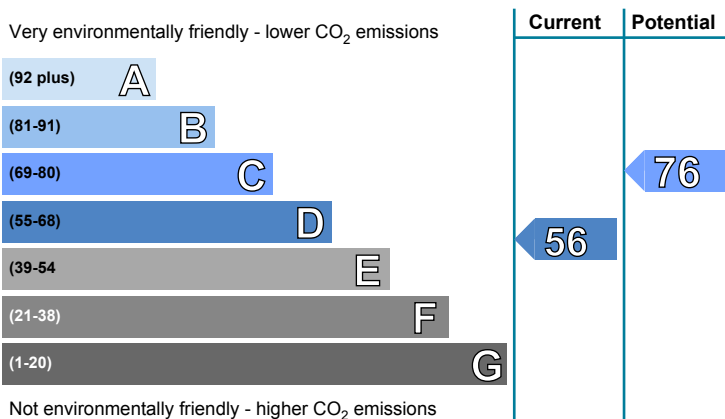 Very environmentally friendly - lower CO2 emissions
Current
Potential
(92 plus) A
(81-91) B
(69-80) C
(55-68) D
(39-54 E
(21-38) F
(1-20) G
76
56
Not environmentally friendly - higher CO2 emissions